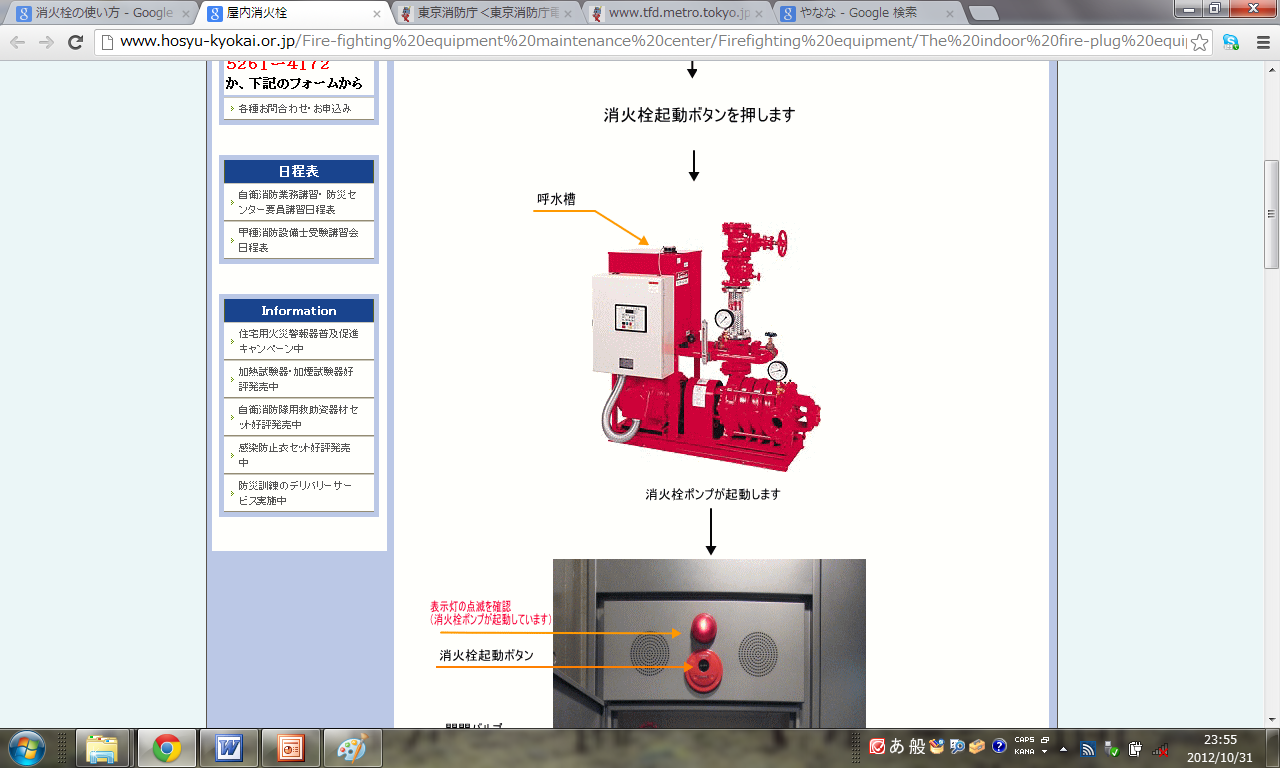 消火栓の使い方 - Google
屋内消火栓
東京消防庁＜東京消防庁電
www.tfd.metro.tokyo.jp
やなな - Google 検索
www.hosyu-kyokai.or.jp/Fire-fighting%20equipment%20maintenance%20center/Firefighting%20equipment/The%20indoor%20fire-plug%20equip
5261－4172
か、下記のフォームから
各種お問合わせ・お申込み
日程表
自衛消防業務講習・防災セ
ンター要員講習日程表
甲種消防設備士受験講習会
日程表
Information
住宅用火災警報器普及促進
キャンペーン中
加熱試験器・加煙試験器好
評発売中
自衛消防隊用救助資器材セ
ット好評発売中
感染防止衣セット好評発売
中
防災訓練のデリバリーサー
ビス実施中
消火栓起動ボタンを押します
呼水槽
消火栓ポンプが起動します
表示灯の点滅を確認
(消火栓ポンプが起動しています)
消火栓起動ボタン
あ 般
CAPS
KANA
23:55
2012/10/31